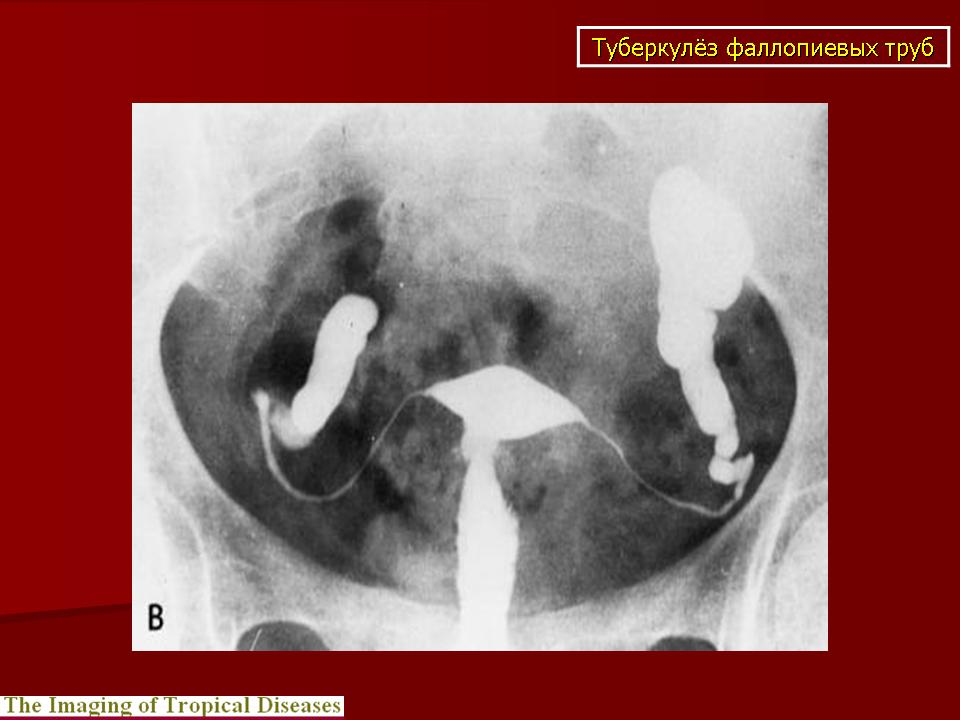 Туберкулёз фаллопиевых труб
B
The Imaging of Tropical Diseases